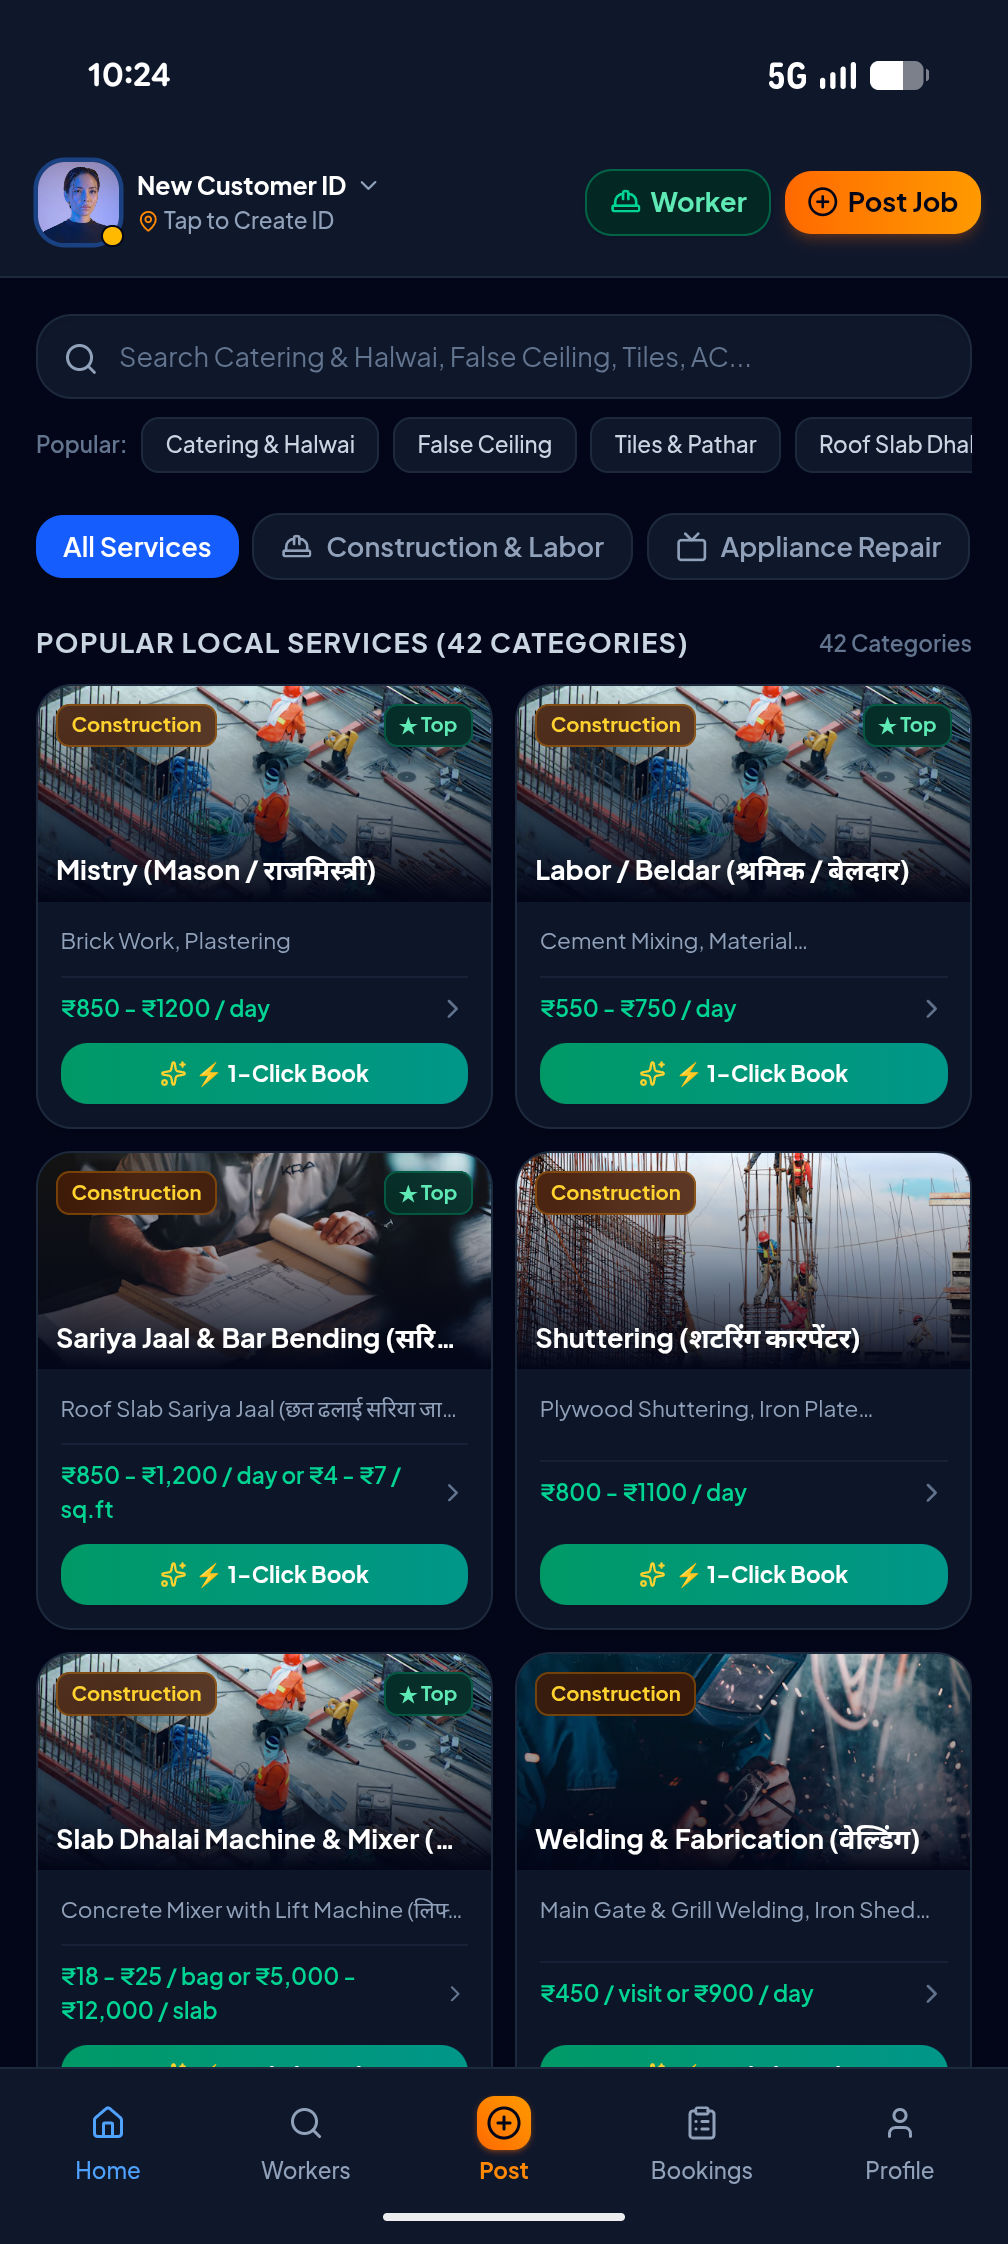 10:24
5G
New Customer ID
Tap to Create ID
Worker
Post Job
Search Catering & Halwai, False Ceiling, Tiles, AC...
Popular: Catering & Halwai False Ceiling Tiles & Pathar Roof Slab Dhal
All Services Construction & Labor Appliance Repair
POPULAR LOCAL SERVICES (42 CATEGORIES) 42 Categories
Construction ★ Top
Mistry (Mason / राजमिस्त्री)
Brick Work, Plastering
₹850 - ₹1200 / day
⚡ 1-Click Book
Construction ★ Top
Labor / Beldar (श्रमिक / बेलदार)
Cement Mixing, Material...
₹550 - ₹750 / day
⚡ 1-Click Book
Construction ★ Top
KRA
Sariya Jaal & Bar Bending (सरि...
Roof Slab Sariya Jaal (छत ढलाई सरिया जा...
₹850 - ₹1,200 / day or ₹4 - ₹7 /
sq.ft
⚡ 1-Click Book
Construction
Shuttering (शटरिंग कारपेंटर)
Plywood Shuttering, Iron Plate...
₹800 - ₹1100 / day
⚡ 1-Click Book
Construction ★ Top
Slab Dhalai Machine & Mixer (...
Concrete Mixer with Lift Machine (लिफ्...
₹18 - ₹25 / bag or ₹5,000 -
₹12,000 / slab
Construction
Welding & Fabrication (वेल्डिंग)
Main Gate & Grill Welding, Iron Shed...
₹450 / visit or ₹900 / day
Home Workers Post Bookings Profile